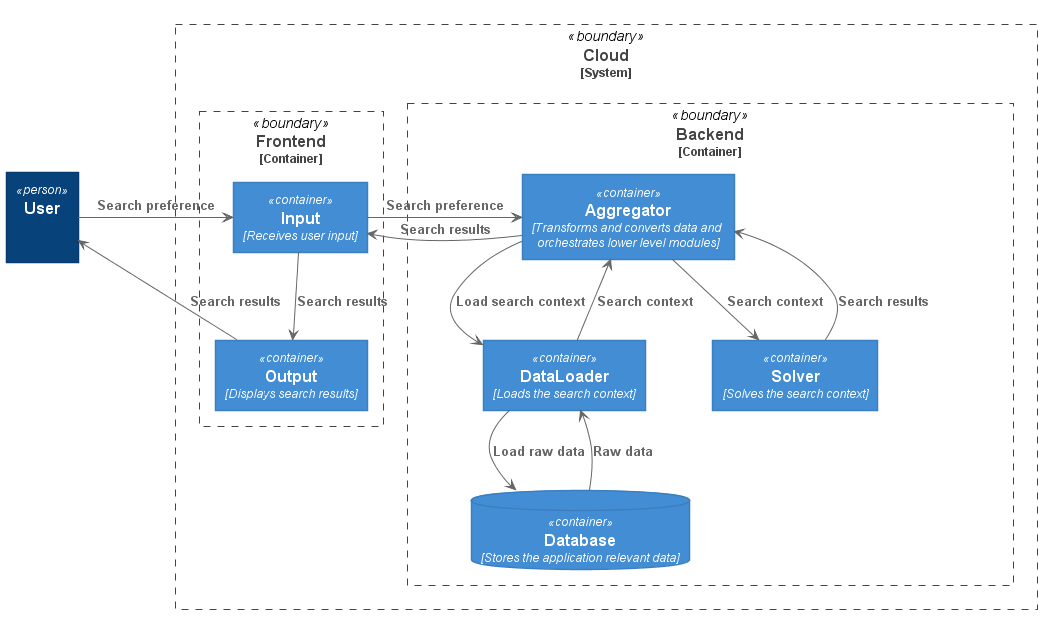 «boundary»
Cloud
[System]
«boundary»
Frontend
[Container]
«boundary»
Backend
[Container]
«person»
User
Search preference
«container»
Input
[Receives user input]
Search preference
Search results
«container»
Aggregator
[Transforms and converts data and
orchestrates lower level modules]
Search results
Search results
Load search context
Search context
Search context
Search results
«container»
Output
[Displays search results]
«container»
DataLoader
[Loads the search context]
«container»
Solver
[Solves the search context]
Load raw data
Raw data
«container»
Database
[Stores the application relevant data]